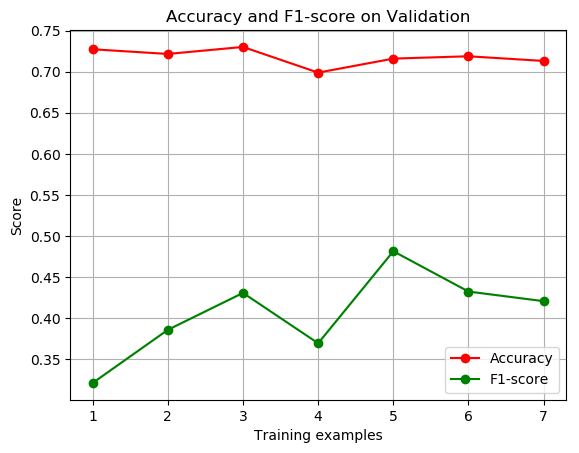 Accuracy and F1-score on Validation
0.75
0.70
0.65
0.60
0.55
0.50
0.45
0.40
0.35
Score
Accuracy
F1-score
1 2 3 4 5 6 7
Training examples